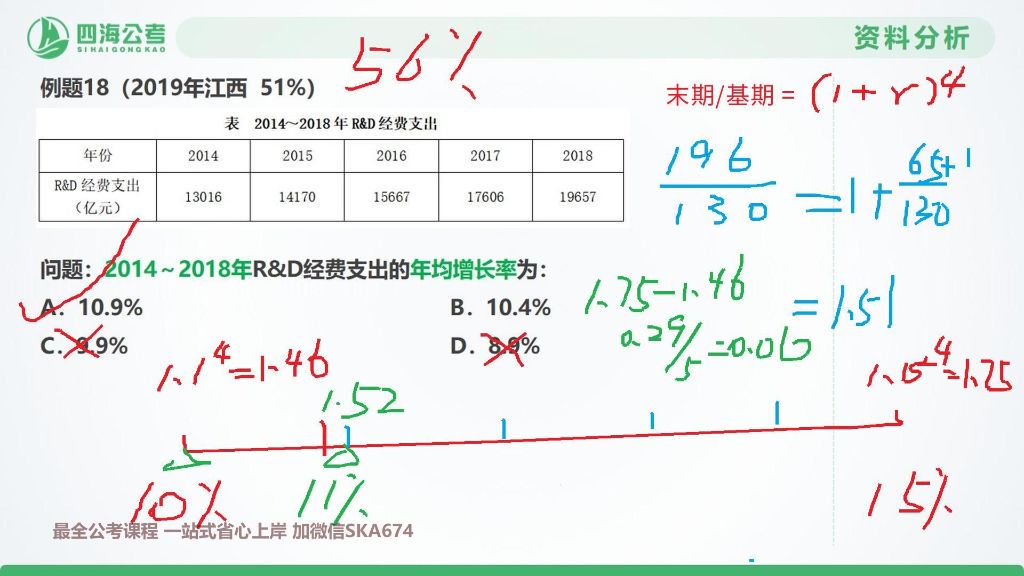 四海公考
SIHAIGONGKAO
资料分析
例题18（2019年江西 51%）
56%
末期/基期 = (1+r)^4
表 2014～2018 年 R&D 经费支出
年份 2014 2015 2016 2017 2018
R&D 经费支出（亿元） 13016 14170 15667 17606 19657
196/130 = 1 + 65+1/130
= 1.51
问题：2014～2018年R&D经费支出的年均增长率为：
A. 10.9%
B. 10.4%
C. 9.9%
D. 8.9%
1.75-1.46
0.29/5=0.06
1.1^4=1.46
1.15^4=1.75
1.52
10%
11%
15%
最全公考课程 一站式省心上岸 加微信SKA674